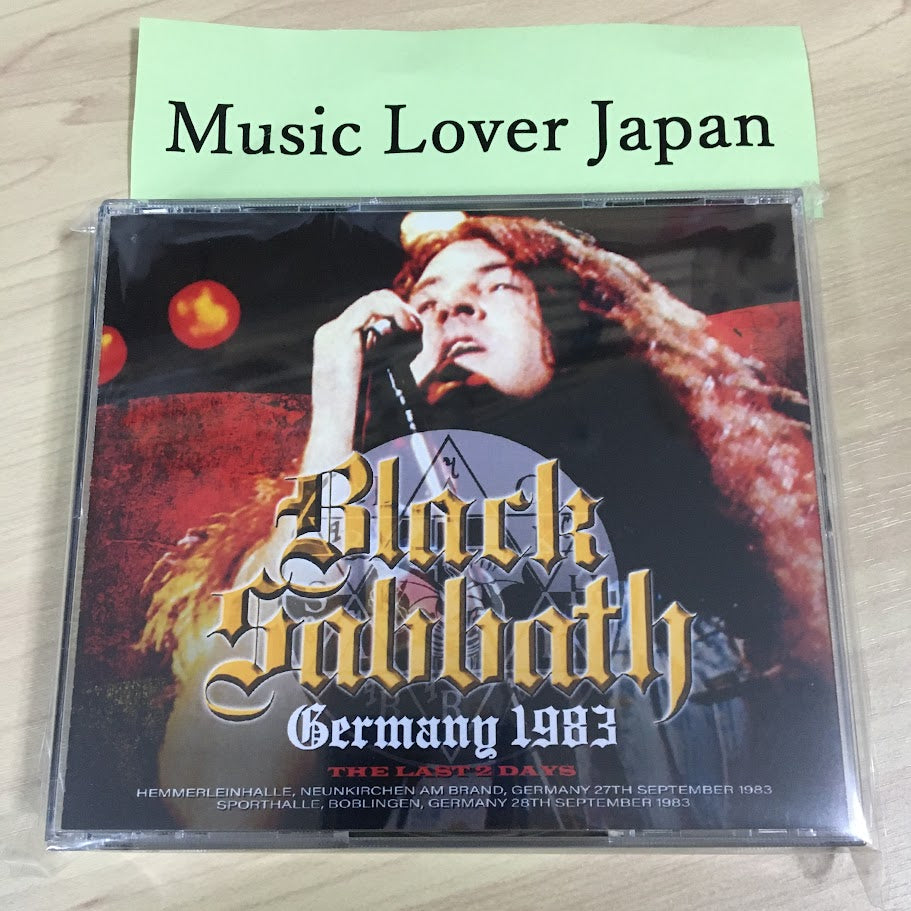 Music Lover Japan
Black
Sabbath
Germany 1983
THE LAST 2 DAYS
HEMMERLEINHALLE, NEUNKIRCHEN AM BRAND, GERMANY 27TH SEPTEMBER 1983
SPORTHALLE, BOBLINGEN, GERMANY 28TH SEPTEMBER 1983